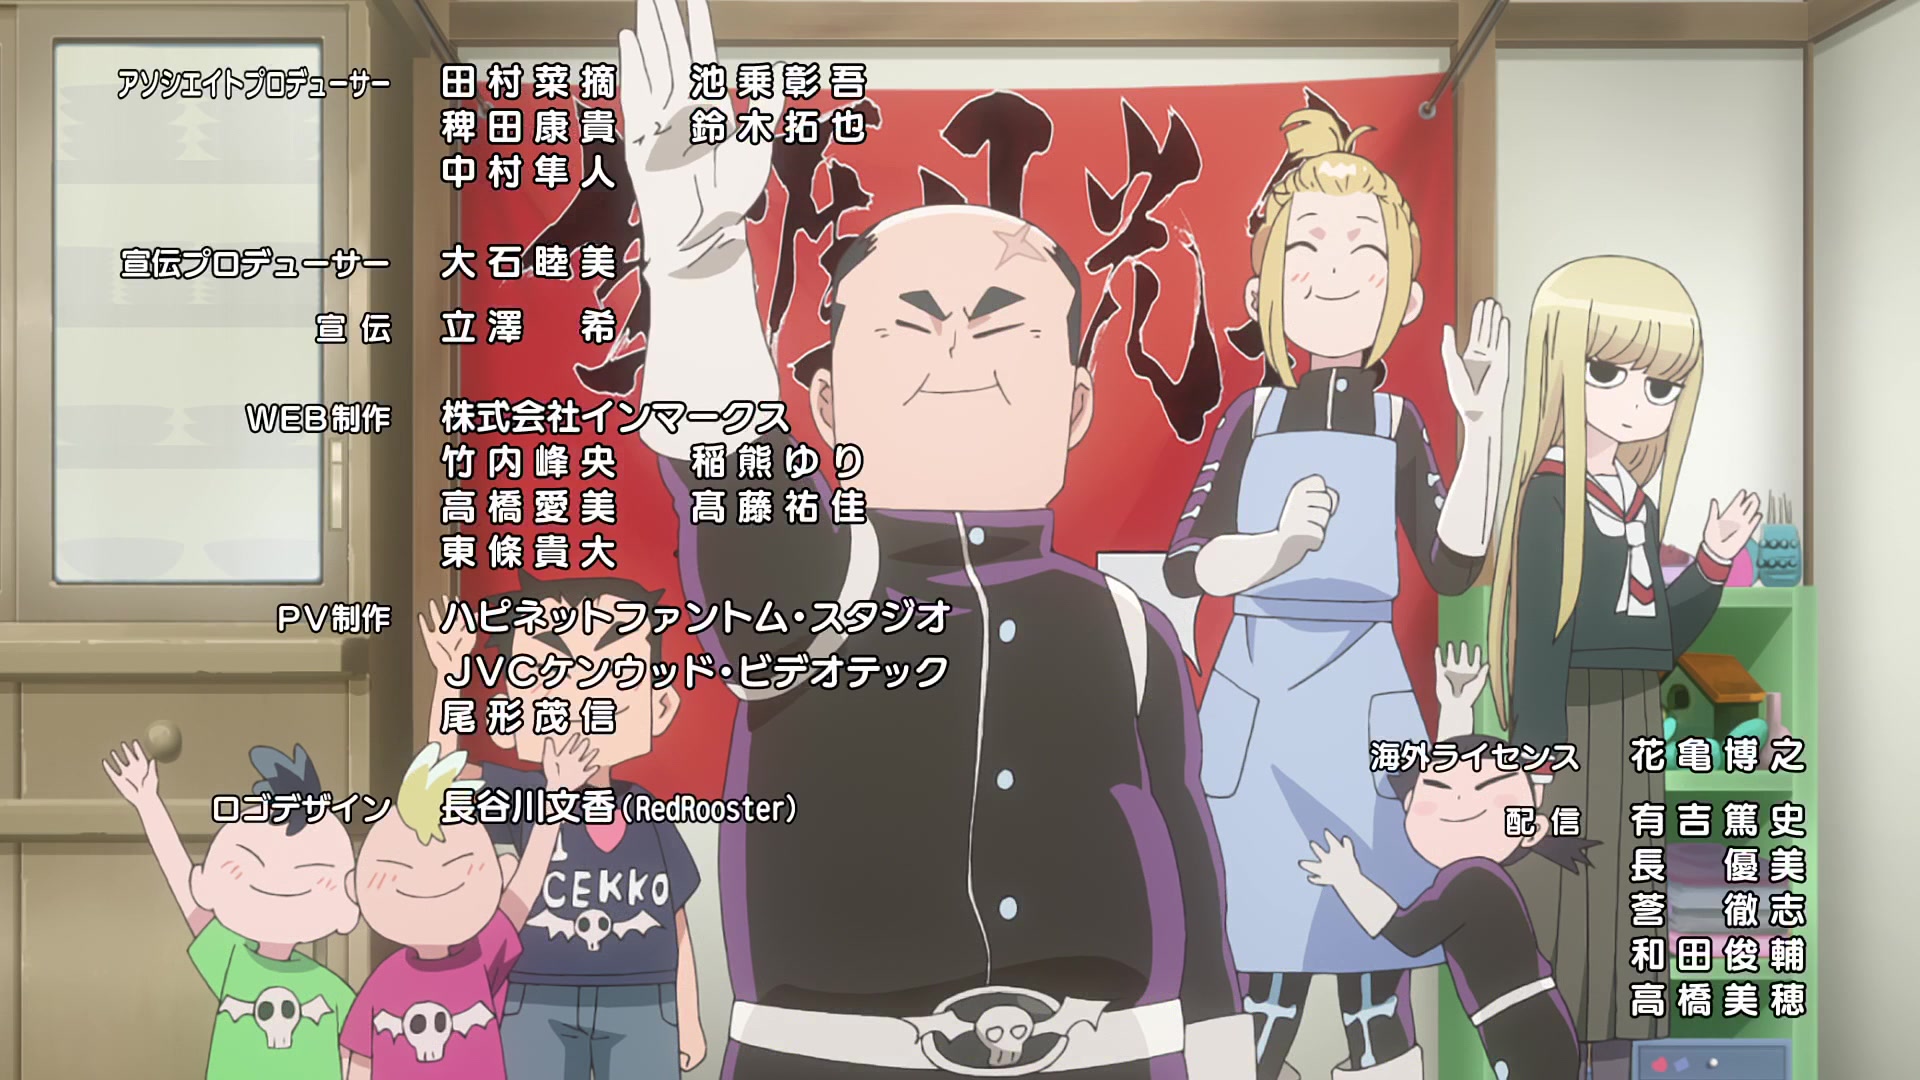 アソシエイトプロデューサー 田村菜摘 池乗彰吾
稗田康貴 鈴木拓也
中村隼人
宣伝プロデューサー 大石睦美
宣伝 立澤 希
WEB制作 株式会社インマークス
竹内峰央 稲熊ゆり
高橋愛美 髙藤祐佳
東條貴大
PV制作 ハピネットファントム・スタジオ
JVCケンウッド・ビデオテック
尾形茂信
ロゴデザイン 長谷川文香(RedRooster)
I
CEKKO
海外ライセンス 花亀博之
配信 有吉篤史
長 優美
菅 徹志
和田俊輔
高橋美穂